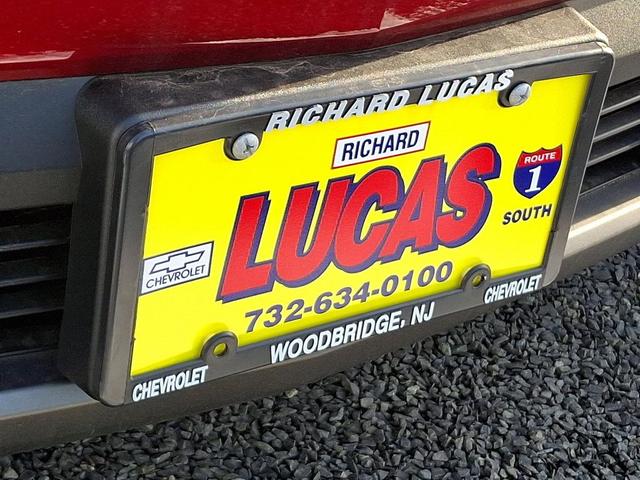 RICHARD LUCAS
RICHARD
LUCAS
ROUTE
1
SOUTH
CHEVROLET
732-634-0100
CHEVROLET
WOODBRIDGE, NJ
CHEVROLET